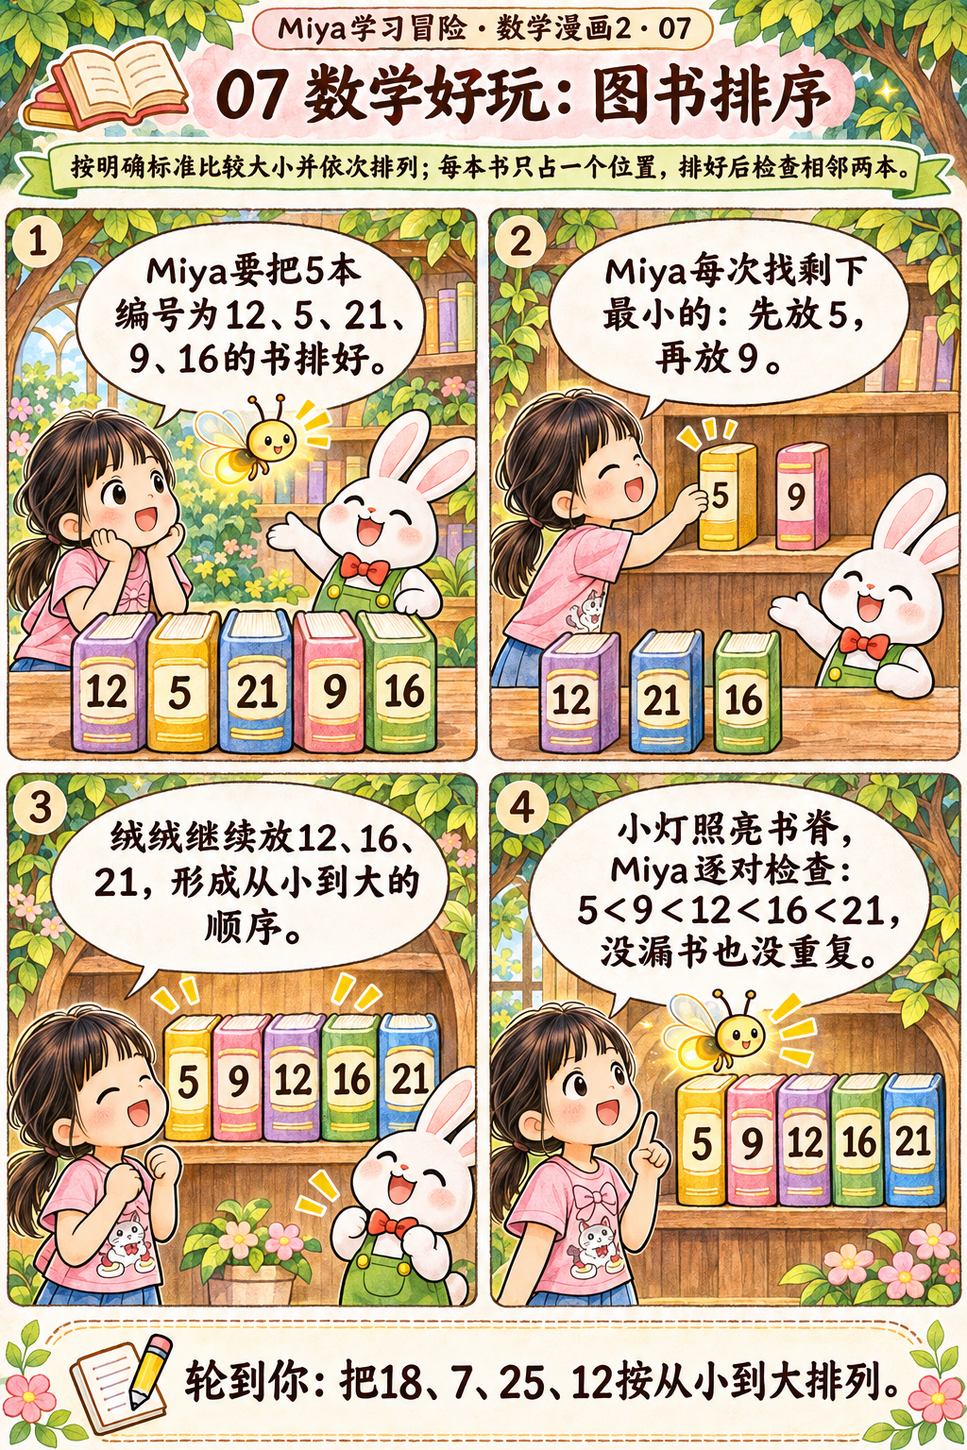 Miya学习冒险·数学漫画2·07
07 数学好玩：图书排序
按明确标准比较大小并依次排列；每本书只占一个位置，排好后检查相邻两本。
1
Miya要把5本
编号为12、5、21、
9、16的书排好。
12 5 21 9 16
2
Miya每次找剩下
最小的：先放5，
再放9。
5 9
12 21 16
3
绒绒继续放12、16、
21，形成从小到大的
顺序。
5 9 12 16 21
4
小灯照亮书脊，
Miya逐对检查：
5<9<12<16<21，
没漏书也没重复。
5 9 12 16 21
轮到你：把18、7、25、12按从小到大排列。